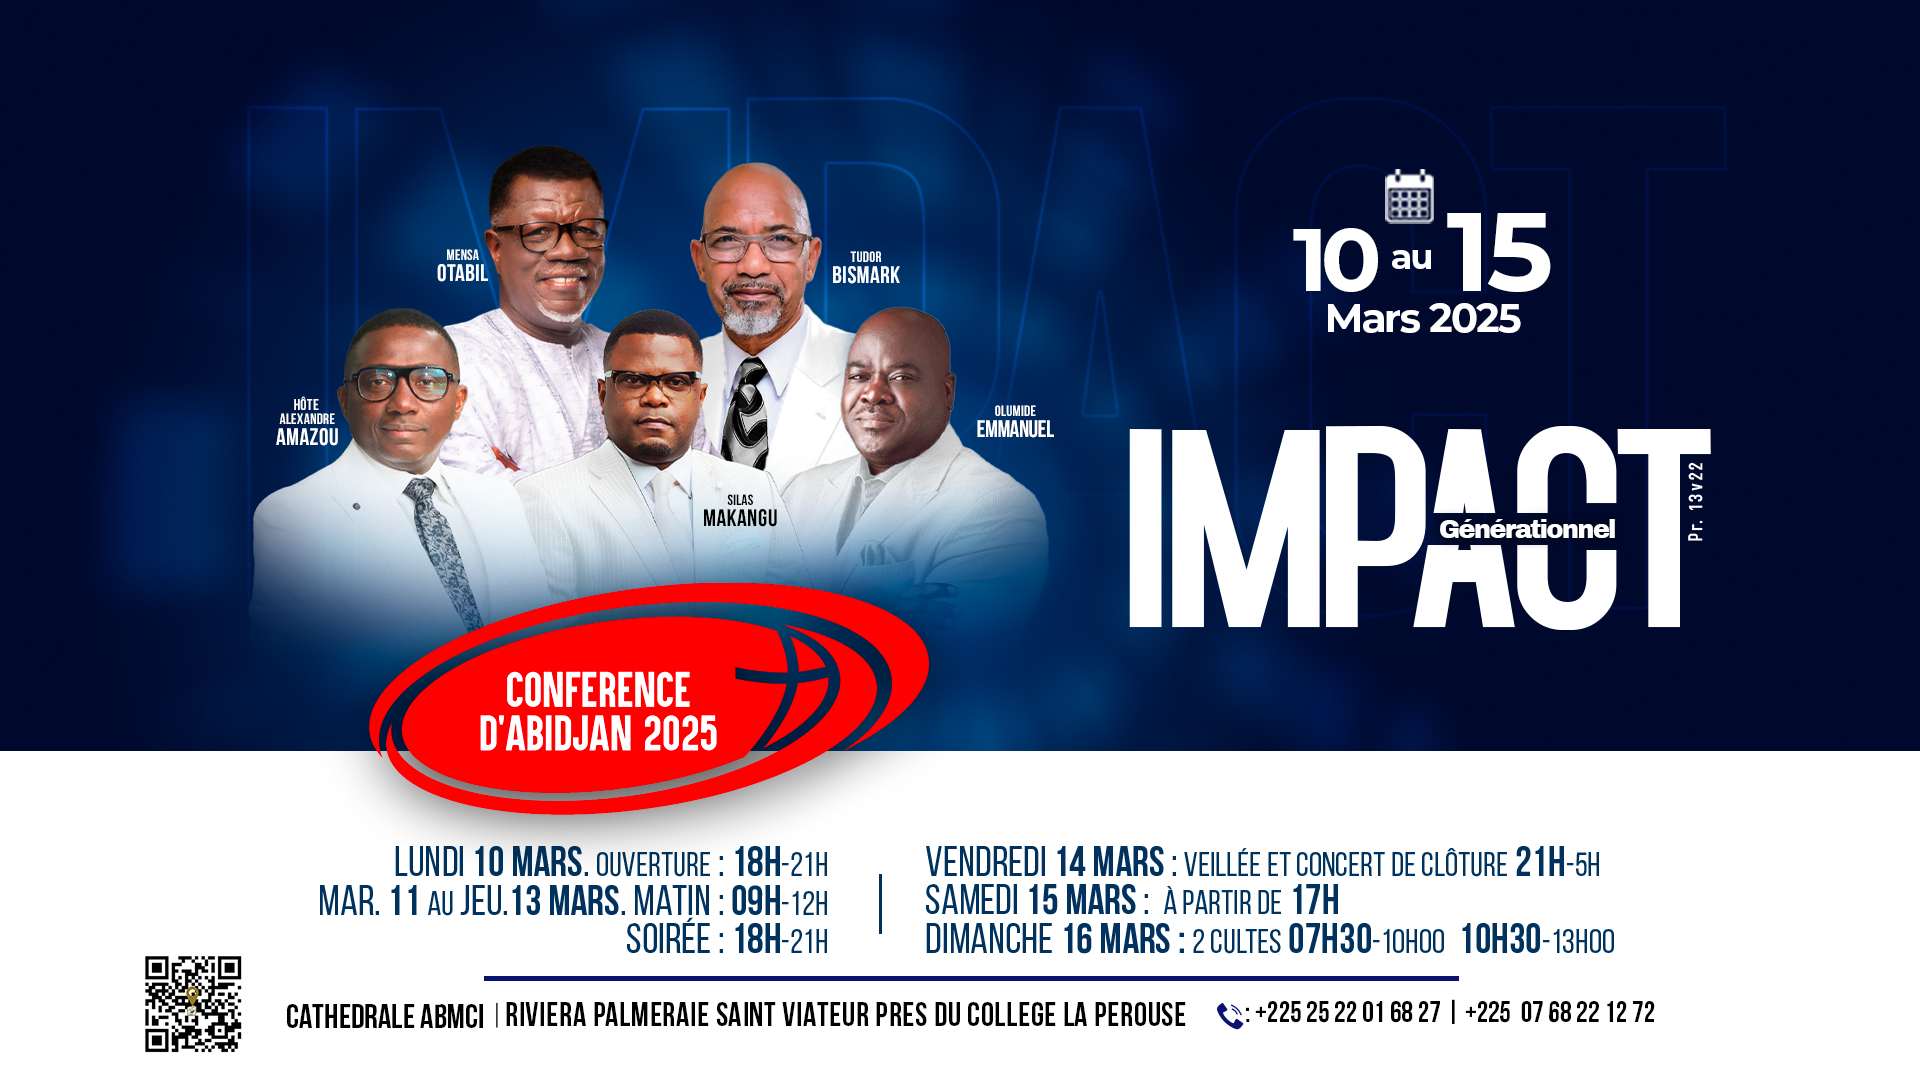 MENSA
OTABIL
TUDOR
BISMARK
HÔTE
ALEXANDRE
AMAZOU
OLUMIDE
EMMANUEL
SILAS
MAKANGU
10 au 15
Mars 2025
IMPACT
Générationnel
Pr. 13v22
CONFERENCE
D'ABIDJAN 2025
LUNDI 10 MARS. OUVERTURE : 18H-21H
MAR. 11 AU JEU.13 MARS. MATIN : 09H-12H
SOIRÉE : 18H-21H
VENDREDI 14 MARS : VEILLÉE ET CONCERT DE CLÔTURE 21H-5H
SAMEDI 15 MARS : À PARTIR DE 17H
DIMANCHE 16 MARS : 2 CULTES 07H30-10H00 10H30-13H00
CATHEDRALE ABMCI | RIVIERA PALMERAIE SAINT VIATEUR PRES DU COLLEGE LA PEROUSE : +225 25 22 01 68 27 | +225 07 68 22 12 72